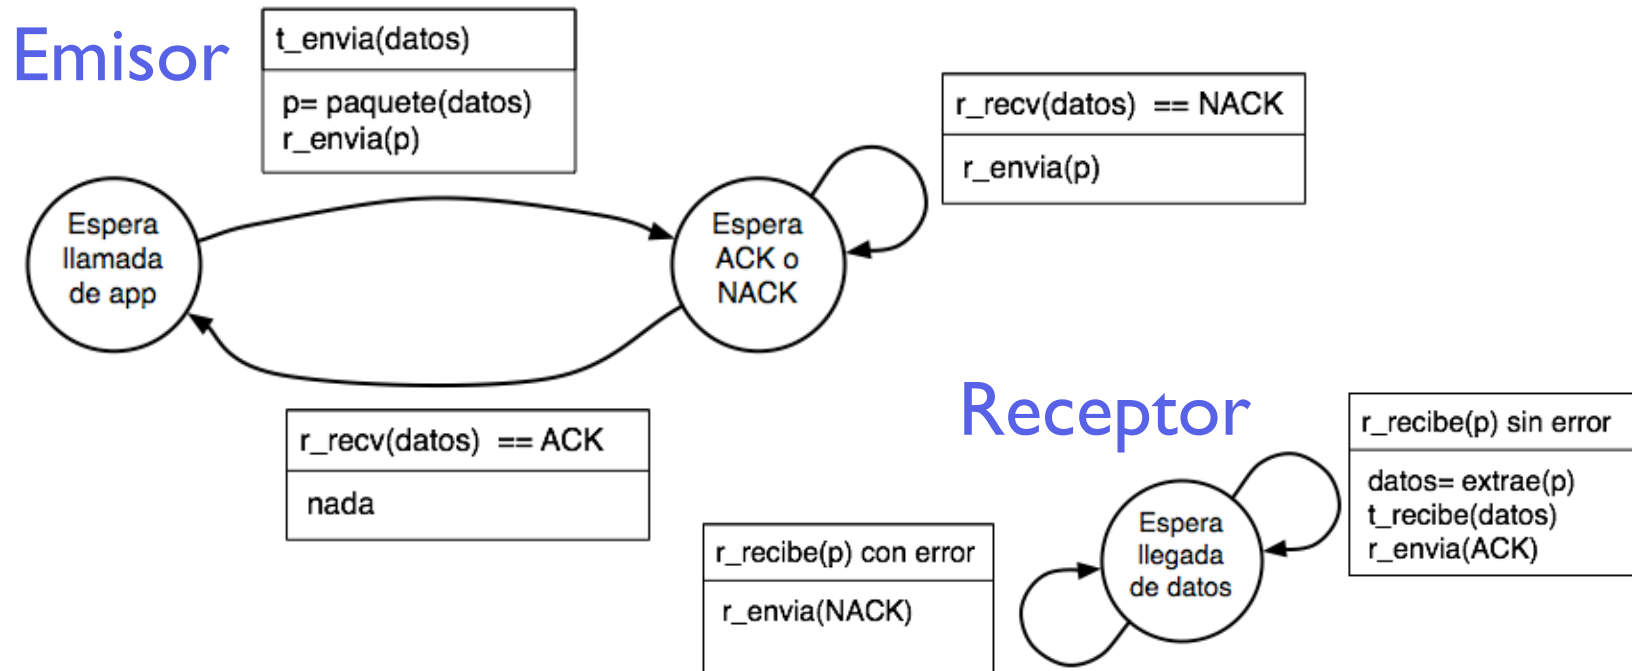 Emisor
t_envia(datos)
p= paquete(datos)
r_envia(p)
r_recv(datos)  == NACK
r_envia(p)
Espera
llamada
de app
Espera
ACK o
NACK
r_recv(datos)  == ACK
nada
Receptor
r_recibe(p) sin error
datos= extrae(p)
t_recibe(datos)
r_envia(ACK)
Espera
llegada
de datos
r_recibe(p) con error
r_envia(NACK)